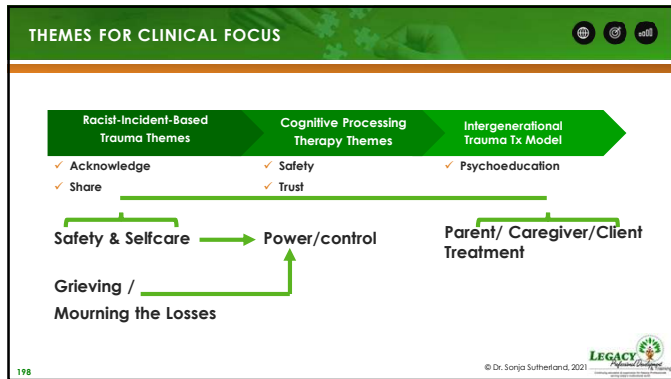 THEMES FOR CLINICAL FOCUS
Racist-Incident-Based
Trauma Themes
Cognitive Processing
Therapy Themes
Intergenerational
Trauma Tx Model
✓ Acknowledge
✓ Share
✓ Safety
✓ Trust
✓ Psychoeducation
Safety & Selfcare
Power/control
Parent/ Caregiver/Client
Treatment
Grieving /
Mourning the Losses
198
© Dr. Sonja Sutherland, 2021
LEGACY
Professional Development